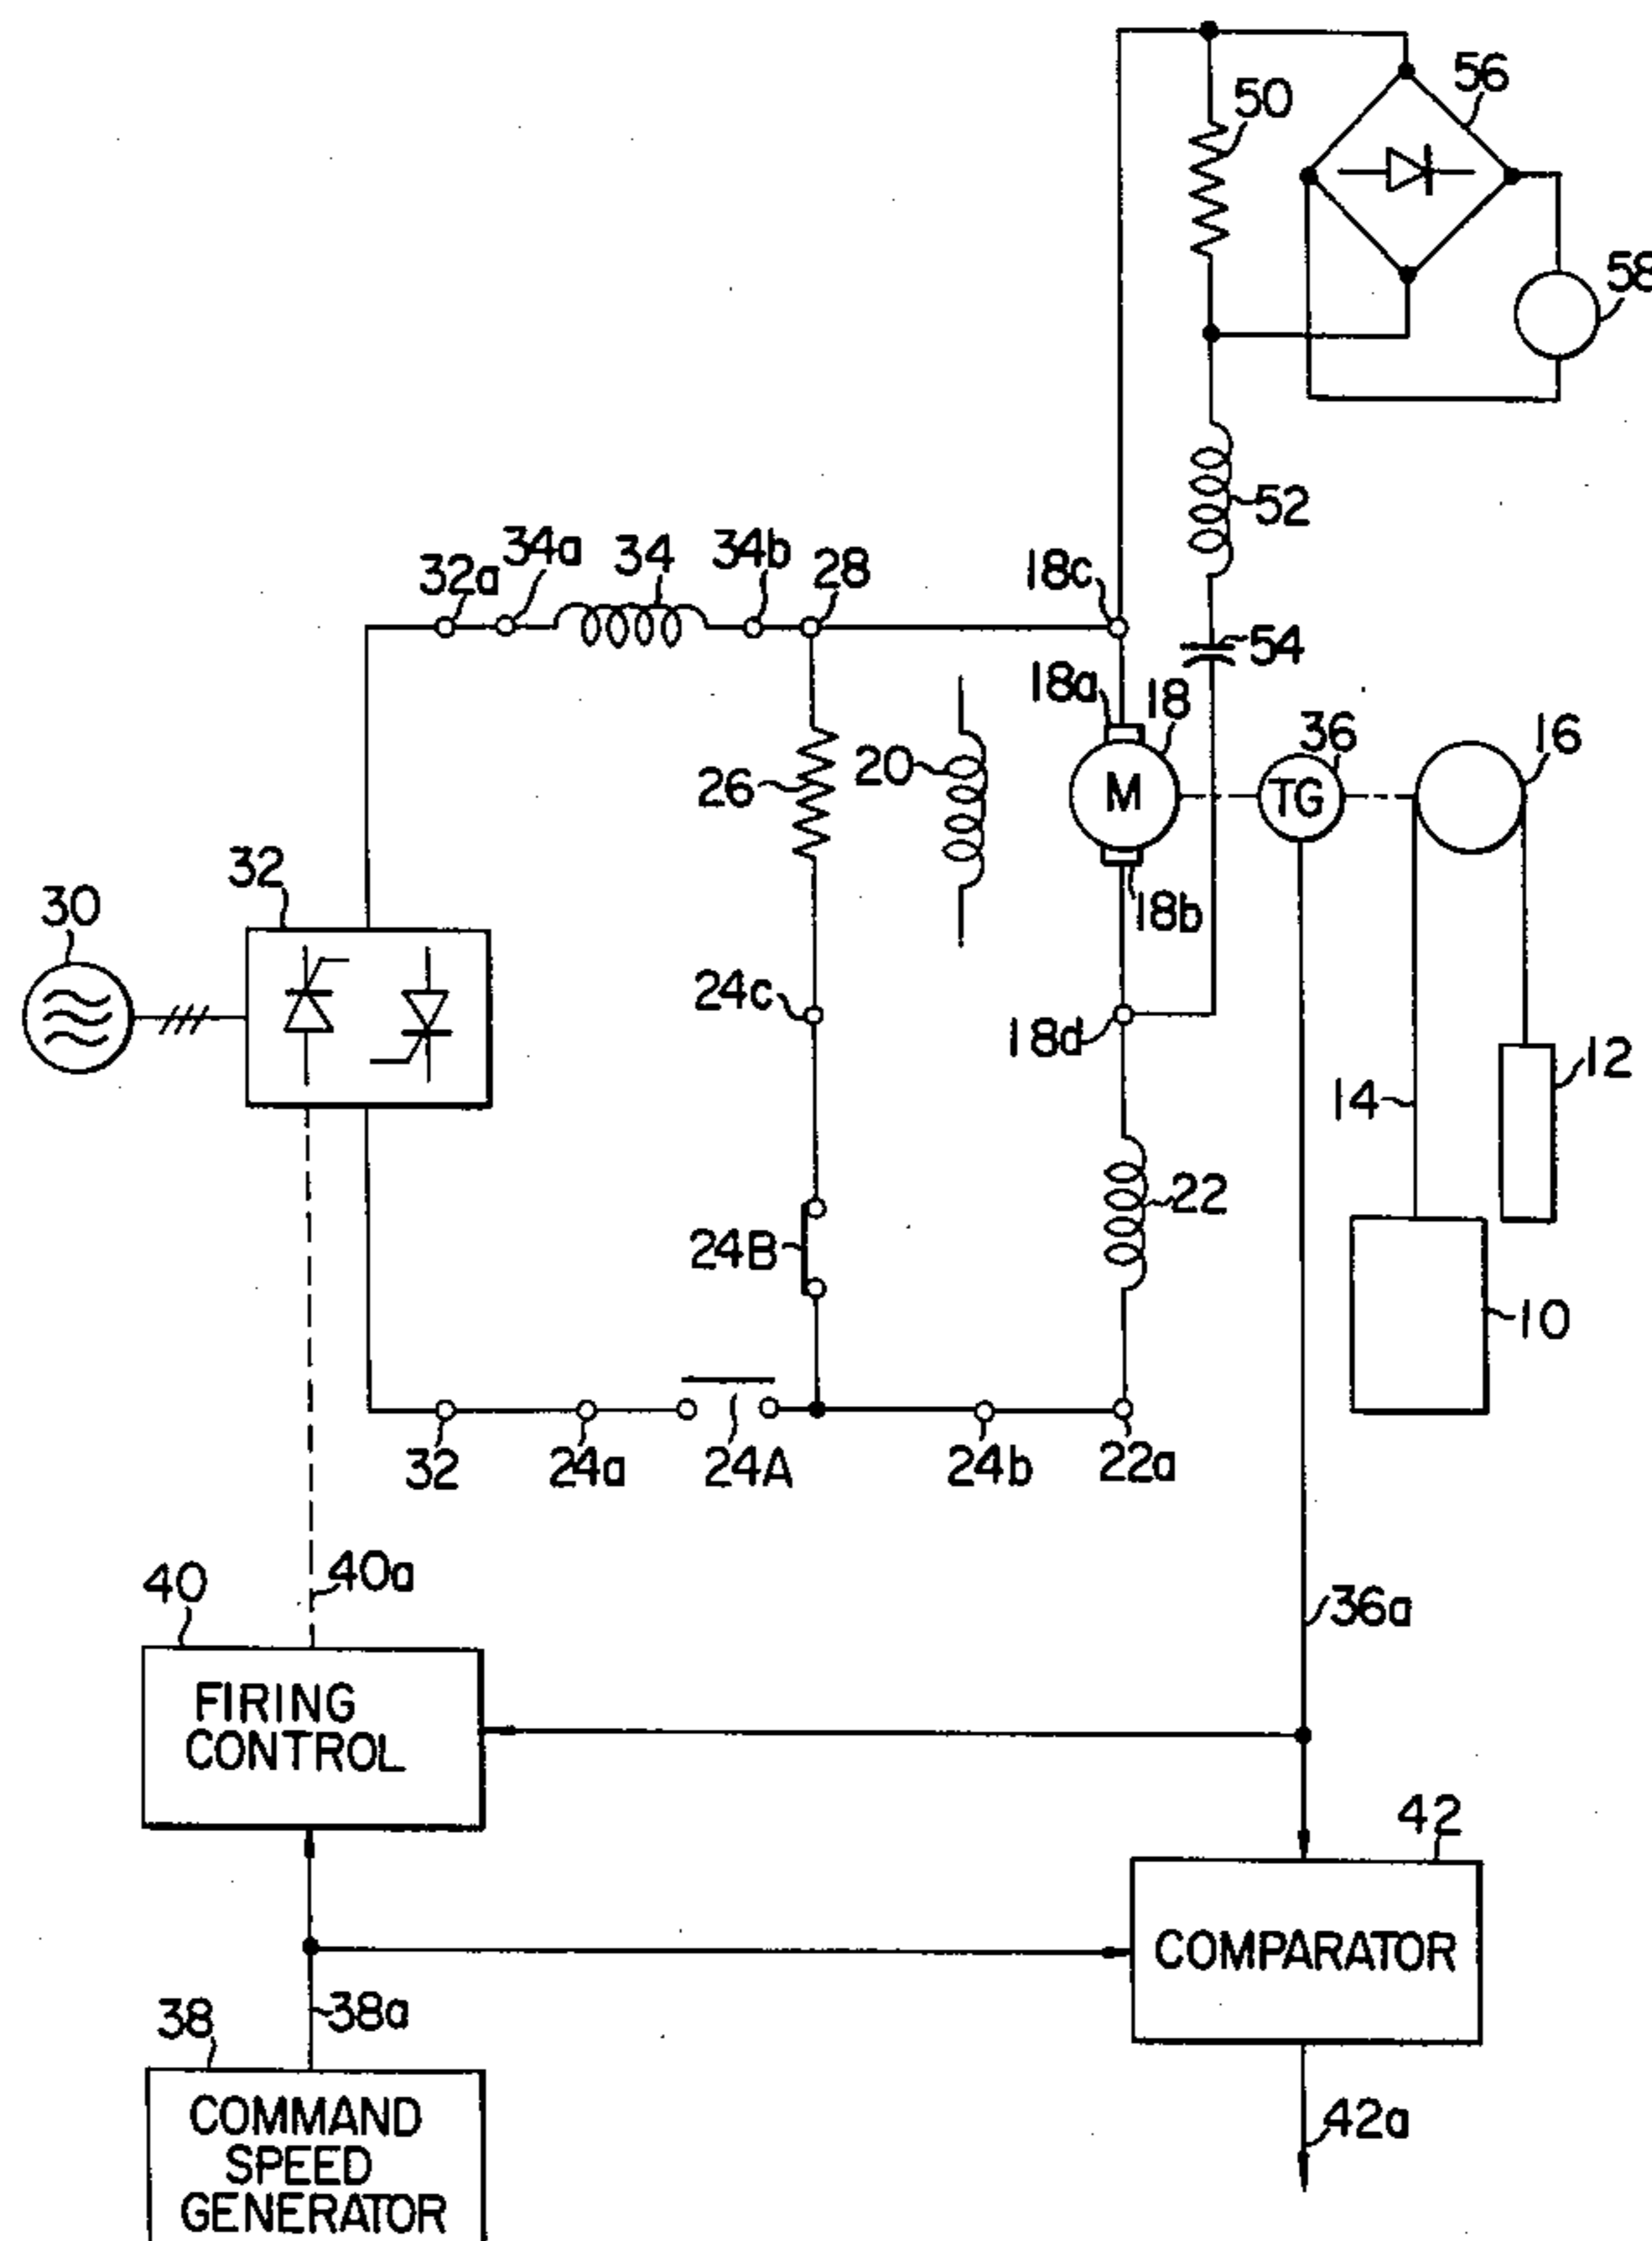 56
50
58
52
32a
34a
34
34b
28
18c
54
18a
18
36
16
26
20
M
TG
32
30
18b
24c
18d
12
14
24B
22
10
32
24a
24A
24b
22a
40
40a
36a
FIRING
CONTROL
42
COMPARATOR
38
38a
COMMAND
SPEED
GENERATOR
42a